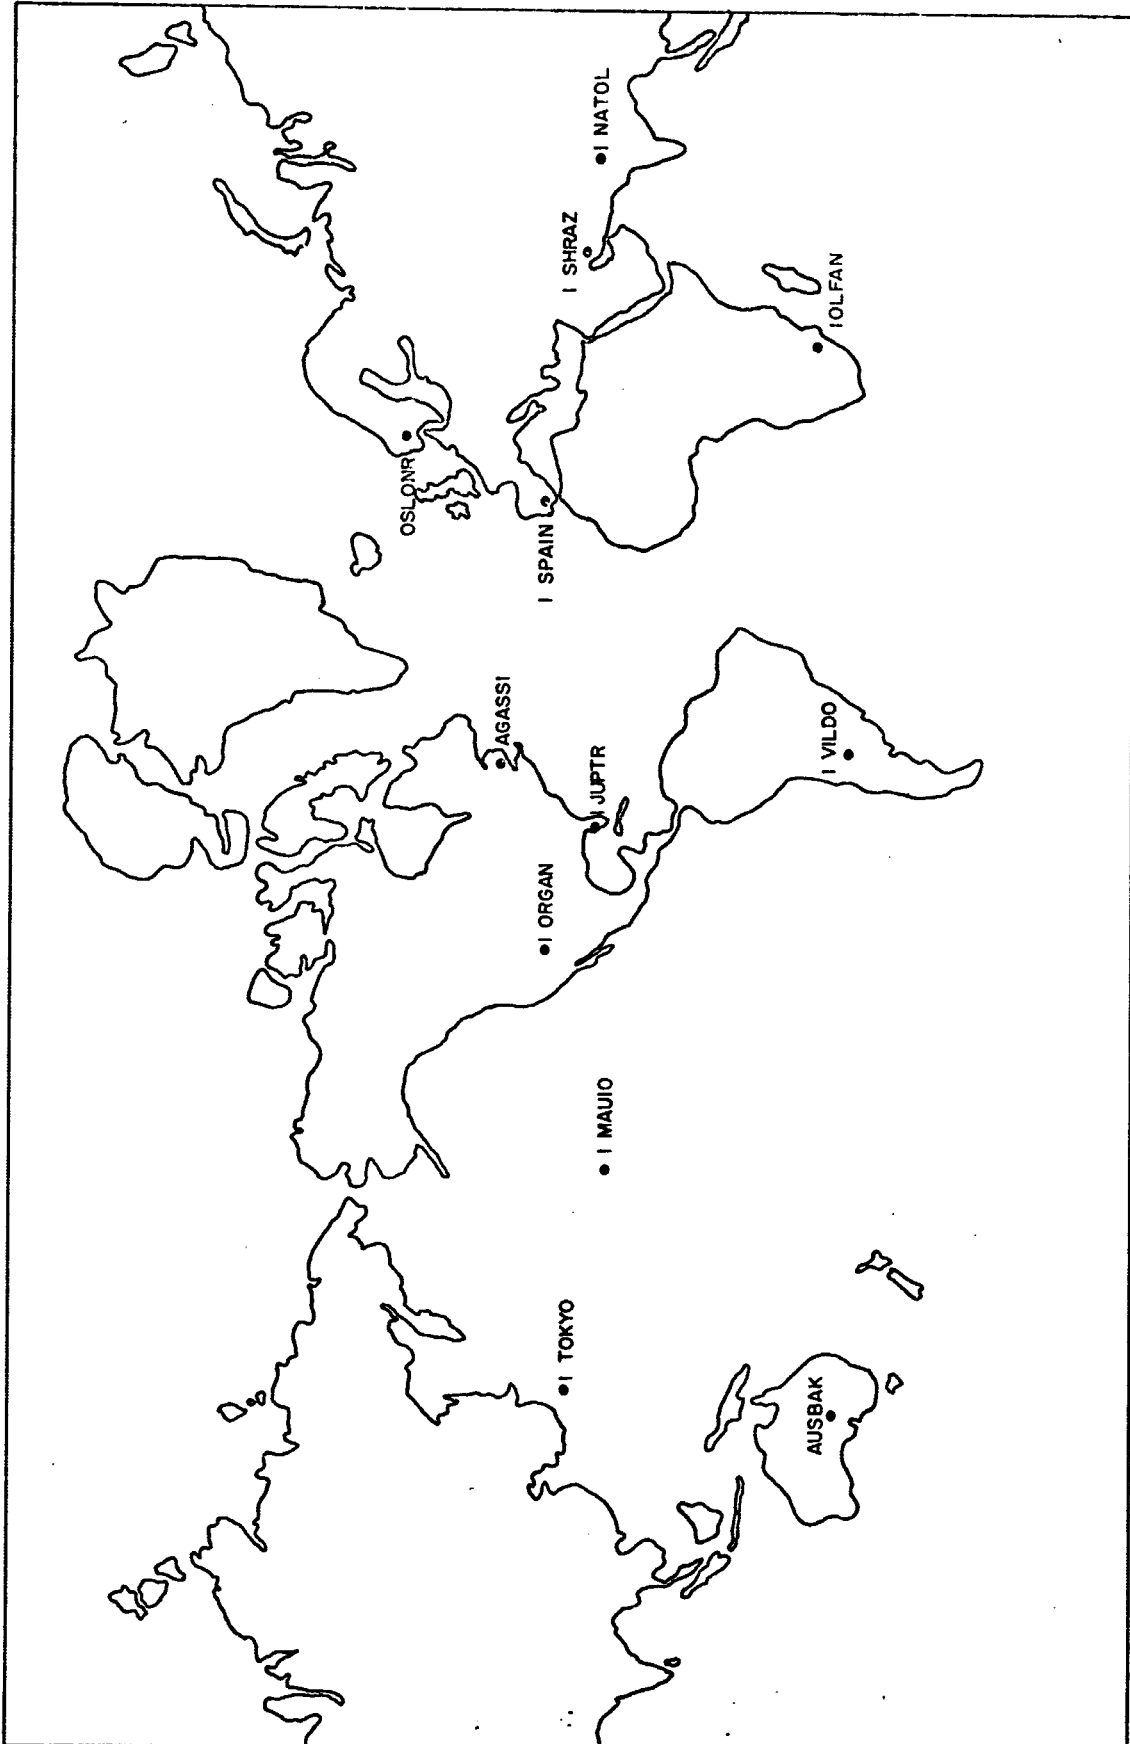 I NATOL
I SHRAZ
IOLFAN
OSLONR
I SPAIN
AGASSI
I JUPTR
I VILDO
I ORGAN
I MAUIO
I TOKYO
AUSBAK